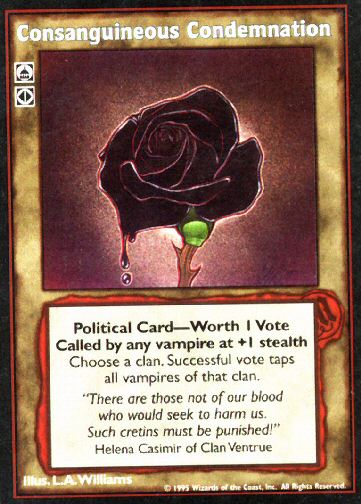 Consanguineous Condemnation
Political Card—Worth 1 Vote
Called by any vampire at +1 stealth
Choose a clan. Successful vote taps
all vampires of that clan.
"There are those not of our blood
who would seek to harm us.
Such cretins must be punished!"
Helena Casimir of Clan Ventrue
Illus. L.A. Williams
© 1995 Wizards of the Coast, Inc. All Rights Reserved.